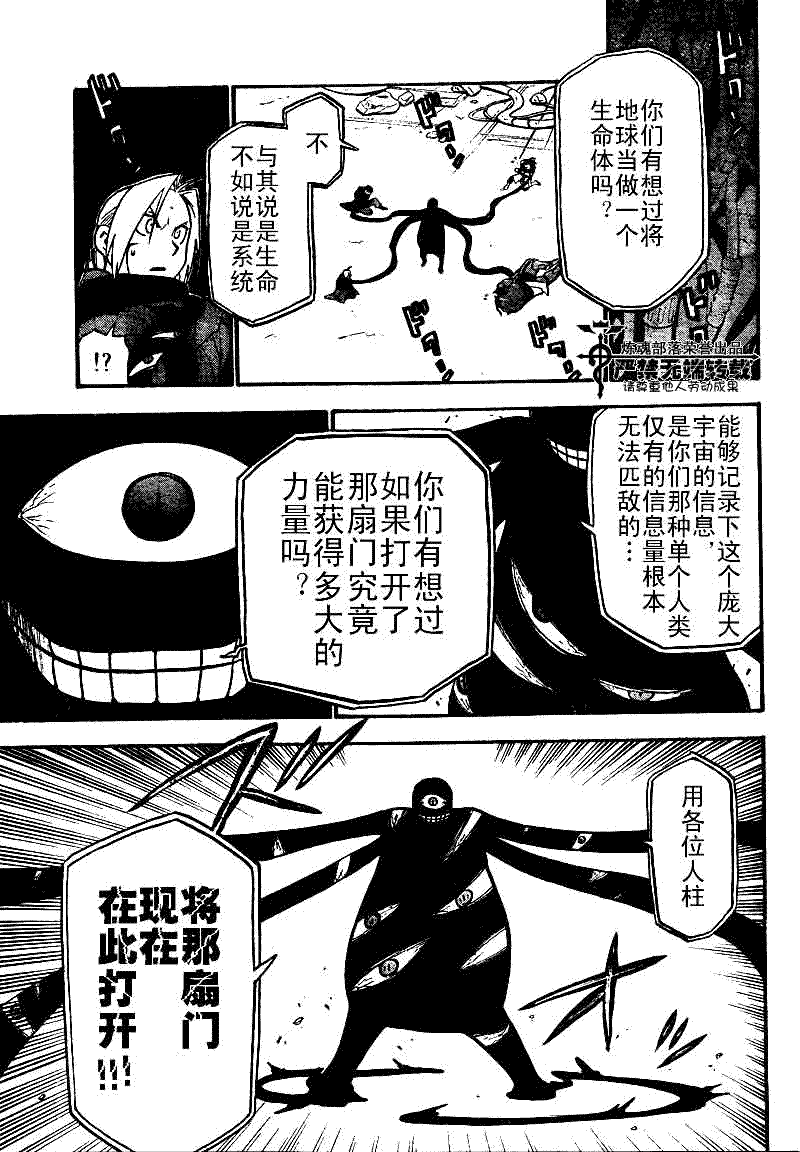 你们有想过将
地球当做一个
生命体吗？
不
与其说是生命
不如说是系统
!?
炼魂部落荣誉出品
严禁无端转载
请尊重他人劳动成果
能够记录下这个庞大
宇宙的信息，
是你们那种单个人类
仅有的信息量根本
无法匹敌的…
你们有想过
如果打开了
那扇门究竟
能获得多大的
力量吗？
用各位人柱
将那扇门
现在
在此打开!!!